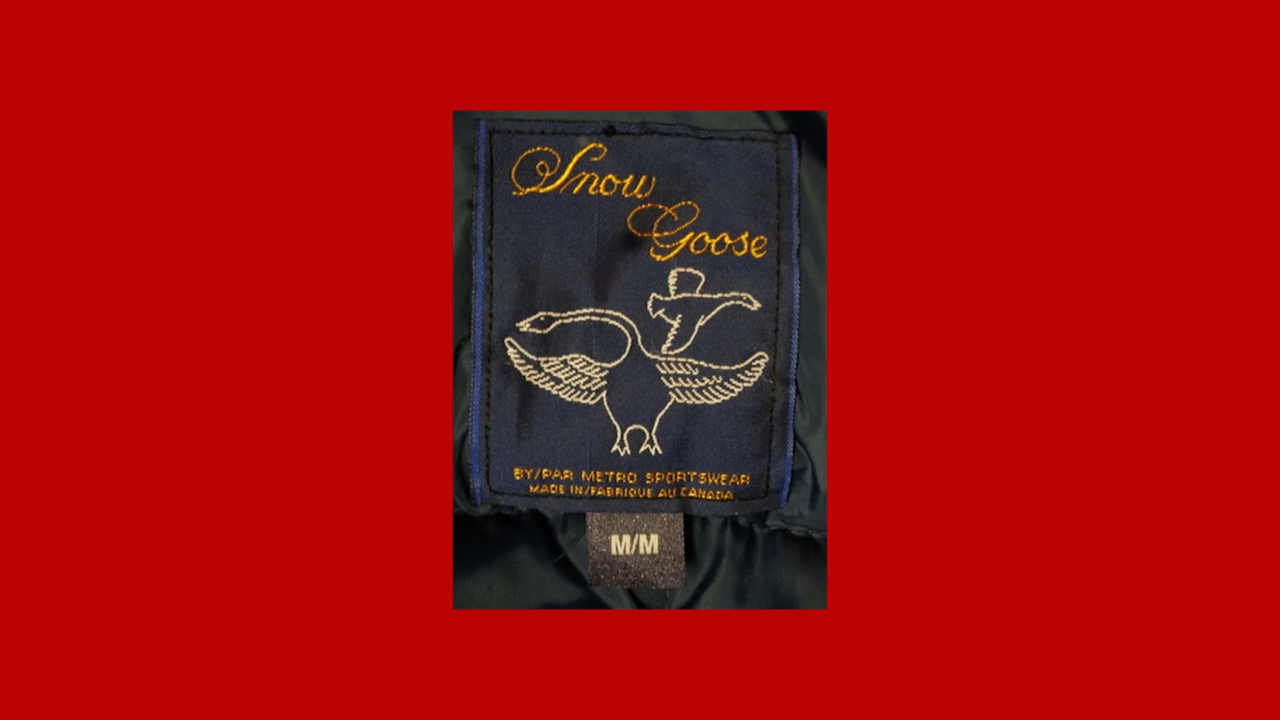 Snow
Goose
BY/PAR METRO SPORTSWEAR
MADE IN/FABRIQUE AU CANADA
M/M